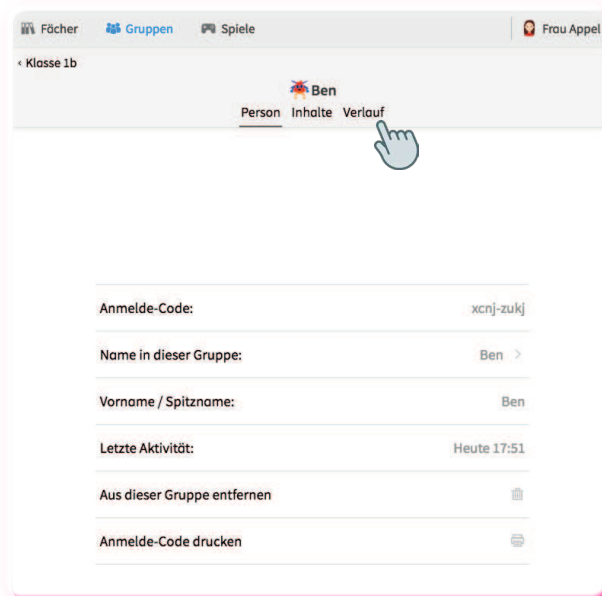 Fächer Gruppen Spiele Frau Appel
‹ Klasse 1b
Ben
Person Inhalte Verlauf
Anmelde-Code: xcnj-zukj
Name in dieser Gruppe: Ben >
Vorname / Spitzname: Ben
Letzte Aktivität: Heute 17:51
Aus dieser Gruppe entfernen
Anmelde-Code drucken